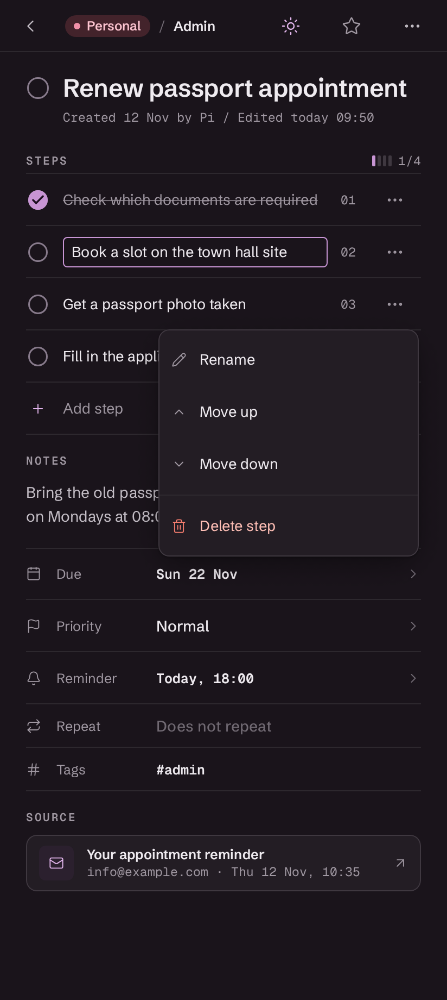 Personal / Admin
Renew passport appointment
Created 12 Nov by Pi / Edited today 09:50
STEPS 1/4
Check which documents are required 01
Book a slot on the town hall site 02
Get a passport photo taken 03
Fill in the appli
Rename
Move up
Move down
Delete step
Add step
NOTES
Bring the old passp
on Mondays at 08:0
Due Sun 22 Nov
Priority Normal
Reminder Today, 18:00
Repeat Does not repeat
Tags #admin
SOURCE
Your appointment reminder
info@example.com · Thu 12 Nov, 10:35